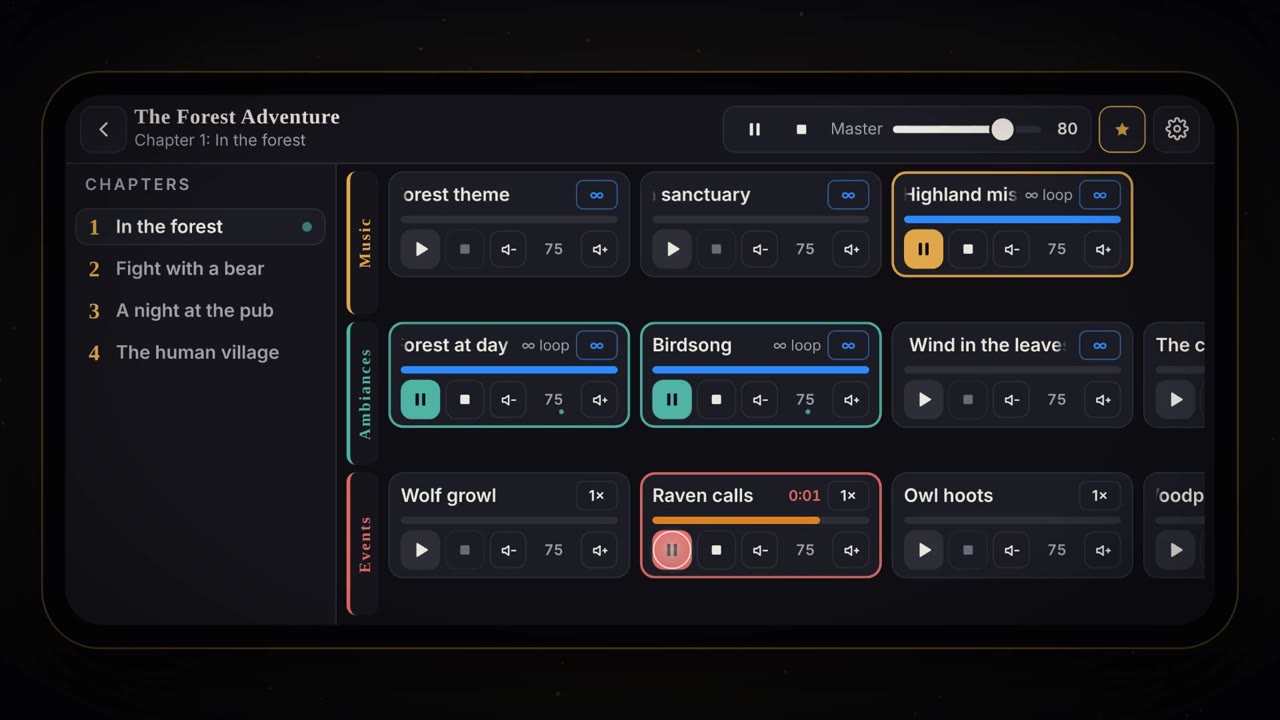 The Forest Adventure
Chapter 1: In the forest
Master 80
CHAPTERS
1 In the forest
2 Fight with a bear
3 A night at the pub
4 The human village
Music
orest theme ∞
75
sanctuary ∞
75
Highland mis ∞ loop ∞
75
Ambiances
orest at day ∞ loop ∞
75
Birdsong ∞ loop ∞
75
Wind in the leave ∞
75
The c
Events
Wolf growl 1×
75
Raven calls 0:01 1×
75
Owl hoots 1×
75
oodp